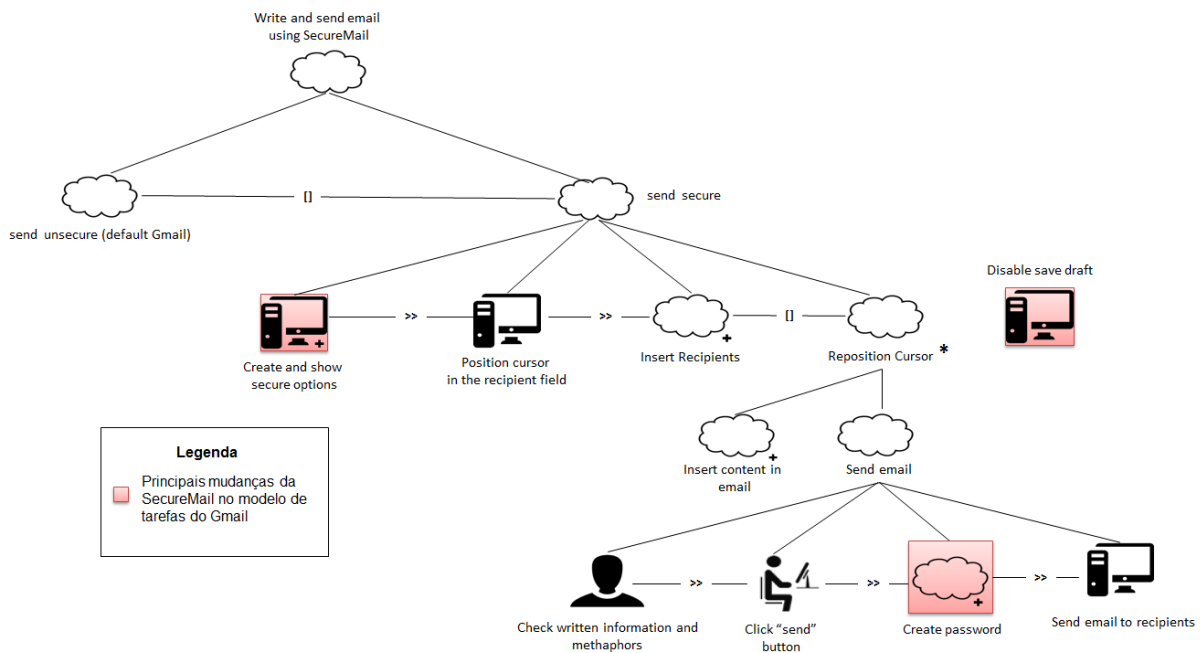 Write and send email
using SecureMail
[]
send secure
send unsecure (default Gmail)
Disable save draft
>>
>>
[]
+
+
Create and show
secure options
Position cursor
in the recipient field
Insert Recipients
Reposition Cursor *
Legenda
Principais mudanças da
SecureMail no modelo de
tarefas do Gmail
+
Insert content in
email
Send email
>>
>>
>>
+
Check written information and
methaphors
Click “send”
button
Create password
Send email to recipients